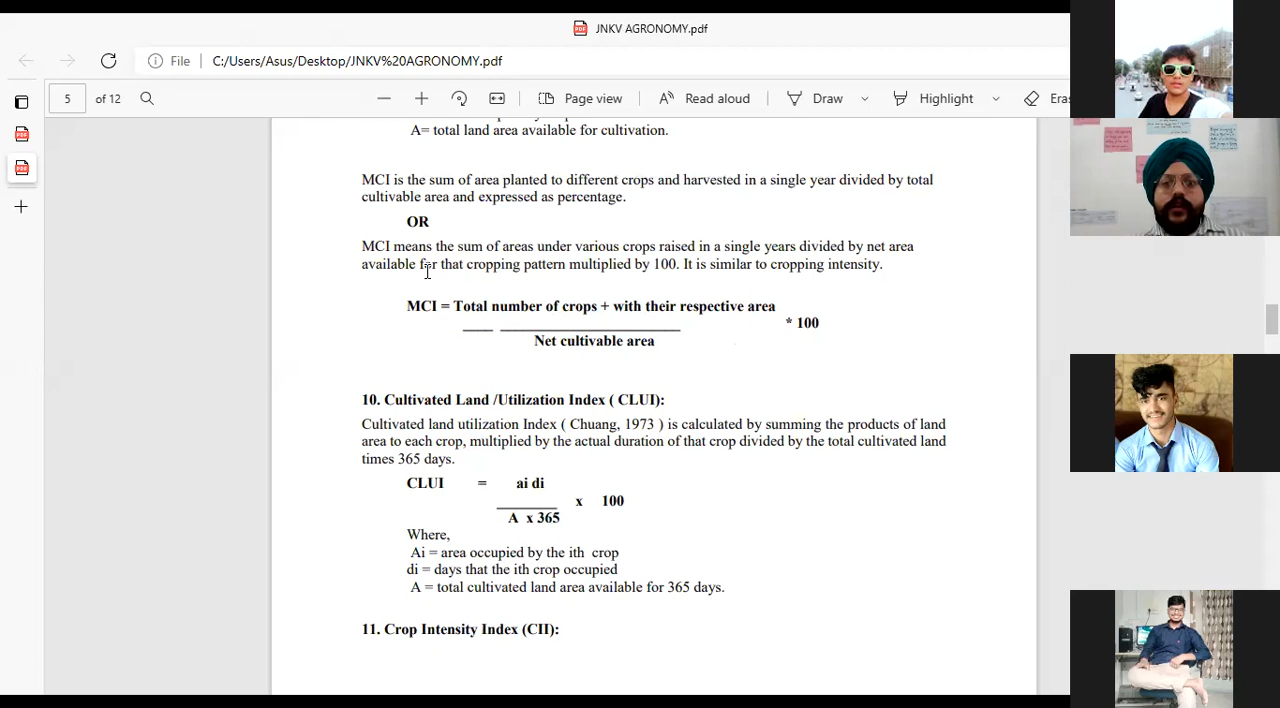 JNKV AGRONOMY.pdf
File C:/Users/Asus/Desktop/JNKV%20AGRONOMY.pdf
5 of 12 Page view Read aloud Draw Highlight Eras
A= total land area available for cultivation.
MCI is the sum of area planted to different crops and harvested in a single year divided by total
cultivable area and expressed as percentage.
OR
MCI means the sum of areas under various crops raised in a single years divided by net area
available for that cropping pattern multiplied by 100. It is similar to cropping intensity.
MCI = Total number of crops + with their respective area
* 100
Net cultivable area
10. Cultivated Land /Utilization Index ( CLUI):
Cultivated land utilization Index ( Chuang, 1973 ) is calculated by summing the products of land
area to each crop, multiplied by the actual duration of that crop divided by the total cultivated land
times 365 days.
CLUI = ai di
x 100
A x 365
Where,
Ai = area occupied by the ith crop
di = days that the ith crop occupied
A = total cultivated land area available for 365 days.
11. Crop Intensity Index (CII):